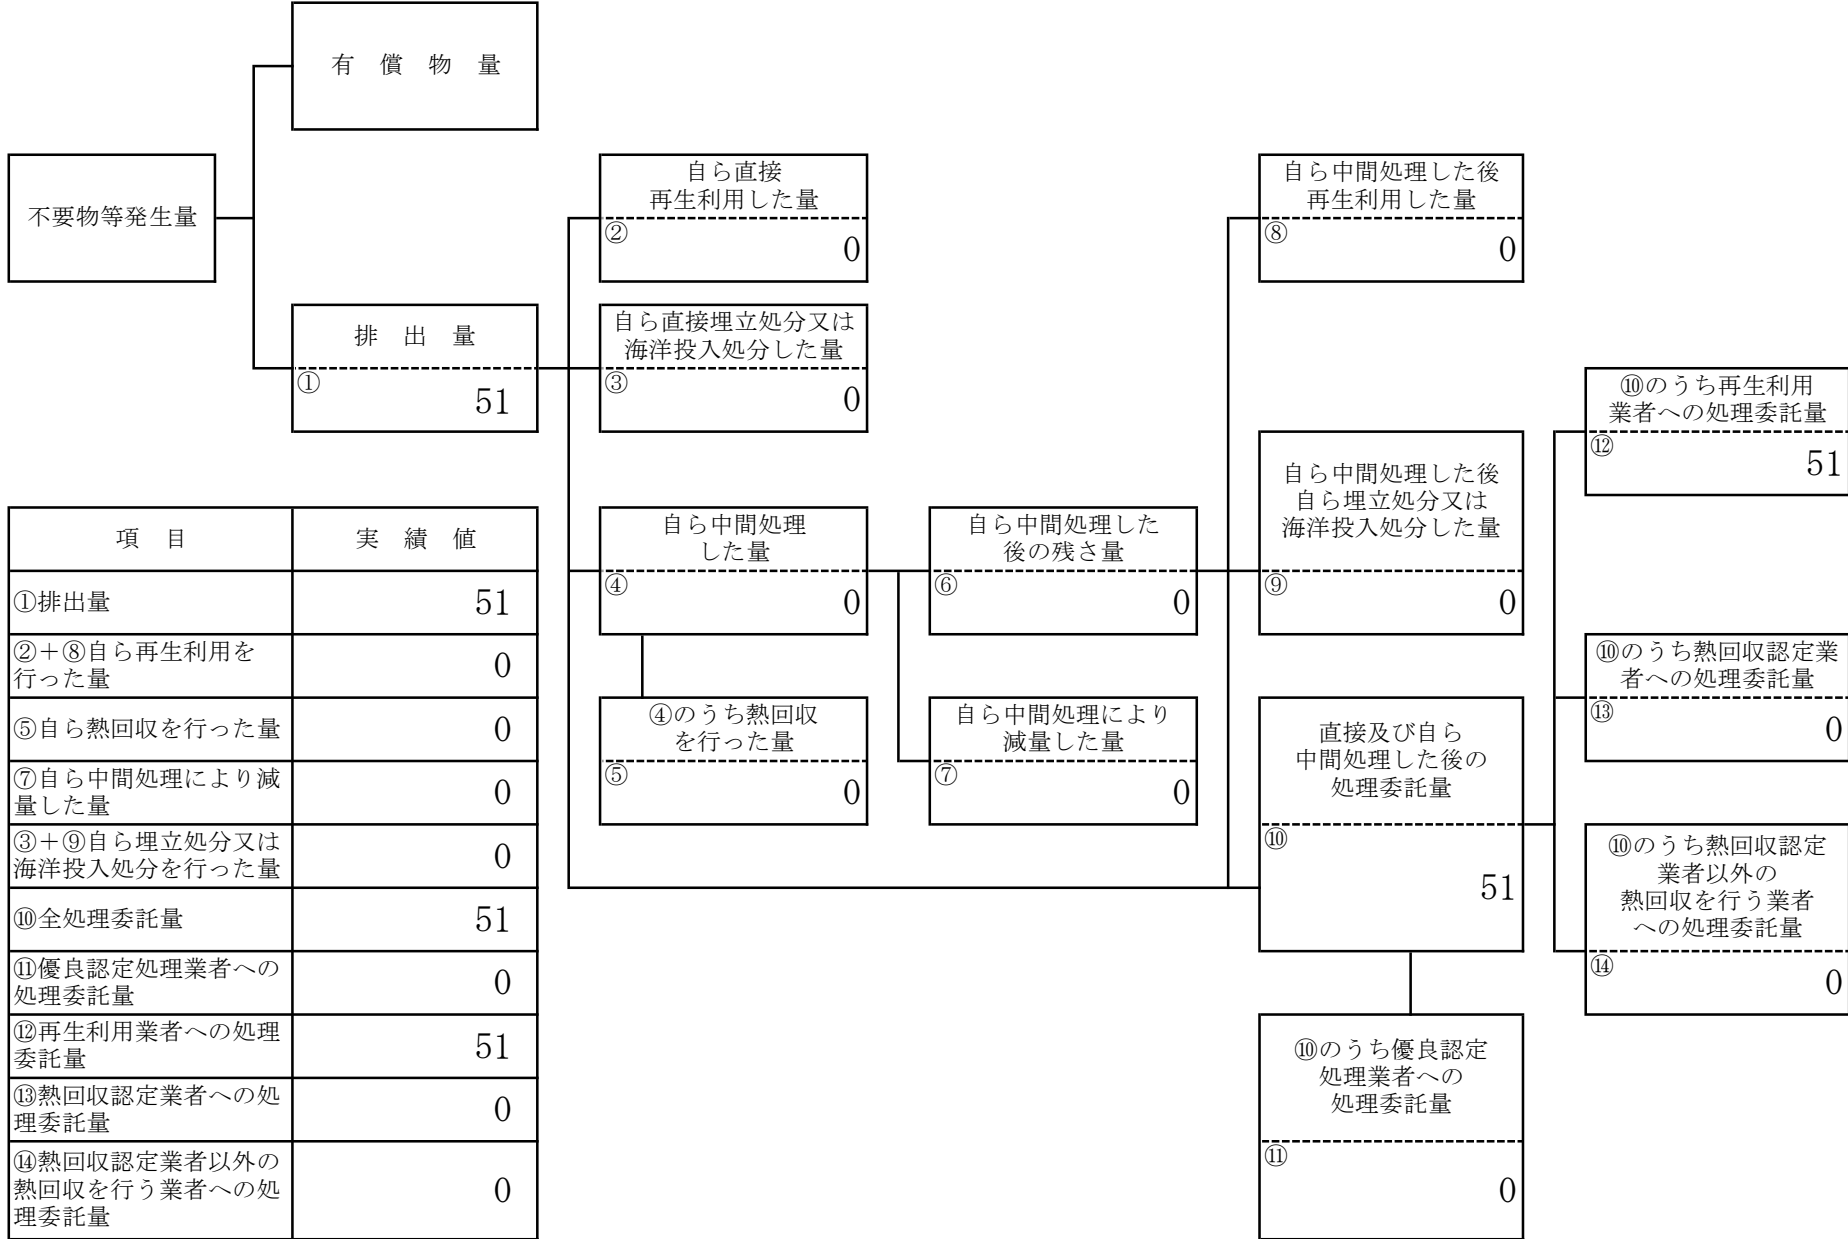 有　償　物　量
不要物等発生量
自ら直接
再生利用した量
②
0
自ら中間処理した後
再生利用した量
⑧
0
排　出　量
①
51
自ら直接埋立処分又は
海洋投入処分した量
③
0
⑩のうち再生利用
業者への処理委託量
⑫
51
自ら中間処理した後
自ら埋立処分又は
海洋投入処分した量
⑨
0
自ら中間処理
した量
④
0
自ら中間処理した
後の残さ量
⑥
0
⑩のうち熱回収認定業
者への処理委託量
⑬
0
④のうち熱回収
を行った量
⑤
0
自ら中間処理により
減量した量
⑦
0
直接及び自ら
中間処理した後の
処理委託量
⑩
51
⑩のうち熱回収認定
業者以外の
熱回収を行う業者
への処理委託量
⑭
0
⑩のうち優良認定
処理業者への
処理委託量
⑪
0
項　目
実　績　値
①排出量
51
②＋⑧自ら再生利用を
行った量
0
⑤自ら熱回収を行った量
0
⑦自ら中間処理により減
量した量
0
③＋⑨自ら埋立処分又は
海洋投入処分を行った量
0
⑩全処理委託量
51
⑪優良認定処理業者への
処理委託量
0
⑫再生利用業者への処理
委託量
51
⑬熱回収認定業者への処
理委託量
0
⑭熱回収認定業者以外の
熱回収を行う業者への処
理委託量
0